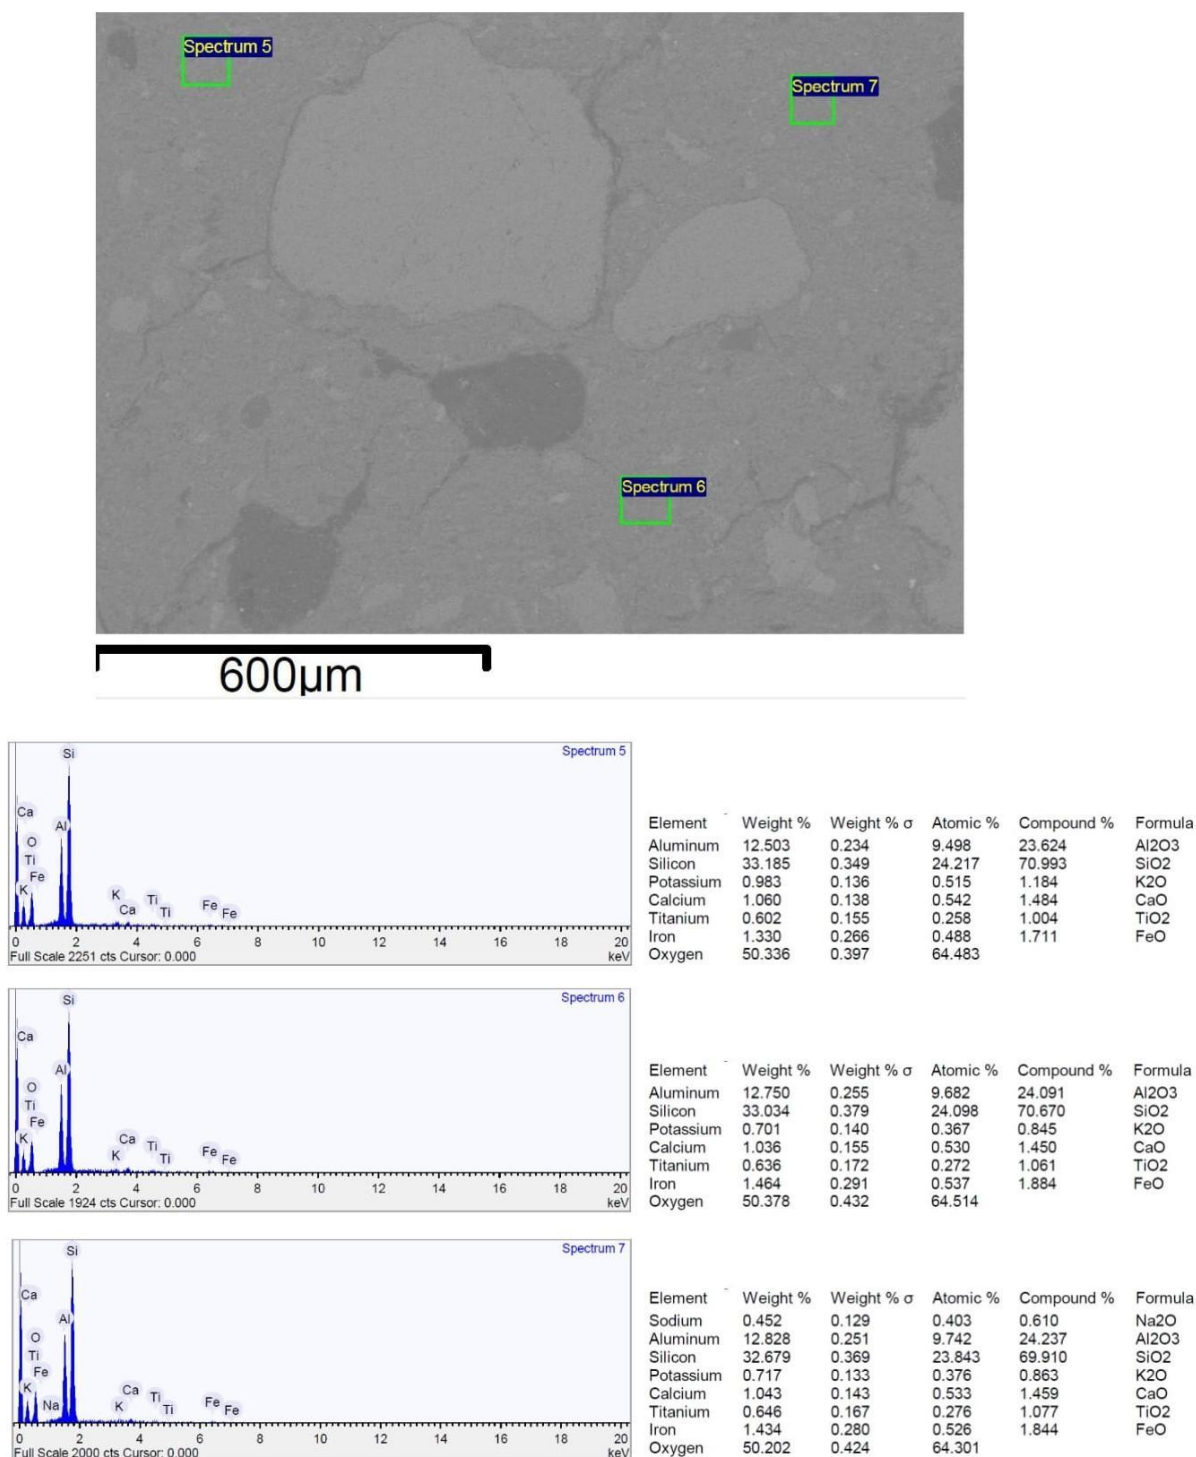 Spectrum 5
Spectrum 7
Spectrum 6
600µm
Spectrum 5
Si
Ca
Al
O
Ti
Fe
K
K
Ca
Ti
Ti
Fe
Fe
0 2 4 6 8 10 12 14 16 18 20
Full Scale 2251 cts Cursor: 0.000 keV
Element Weight % Weight % σ Atomic % Compound % Formula
Aluminum 12.503 0.234 9.498 23.624 Al2O3
Silicon 33.185 0.349 24.217 70.993 SiO2
Potassium 0.983 0.136 0.515 1.184 K2O
Calcium 1.060 0.138 0.542 1.484 CaO
Titanium 0.602 0.155 0.258 1.004 TiO2
Iron 1.330 0.266 0.488 1.711 FeO
Oxygen 50.336 0.397 64.483
Spectrum 6
Si
Ca
Al
O
Ti
Fe
K
K
Ca
Ti
Ti
Fe
Fe
0 2 4 6 8 10 12 14 16 18 20
Full Scale 1924 cts Cursor: 0.000 keV
Element Weight % Weight % σ Atomic % Compound % Formula
Aluminum 12.750 0.255 9.682 24.091 Al2O3
Silicon 33.034 0.379 24.098 70.670 SiO2
Potassium 0.701 0.140 0.367 0.845 K2O
Calcium 1.036 0.155 0.530 1.450 CaO
Titanium 0.636 0.172 0.272 1.061 TiO2
Iron 1.464 0.291 0.537 1.884 FeO
Oxygen 50.378 0.432 64.514
Spectrum 7
Si
Ca
Al
O
Ti
Fe
K
Na
K
Ca
Ti
Ti
Fe
Fe
0 2 4 6 8 10 12 14 16 18 20
Full Scale 2000 cts Cursor: 0.000 keV
Element Weight % Weight % σ Atomic % Compound % Formula
Sodium 0.452 0.129 0.403 0.610 Na2O
Aluminum 12.828 0.251 9.742 24.237 Al2O3
Silicon 32.679 0.369 23.843 69.910 SiO2
Potassium 0.717 0.133 0.376 0.863 K2O
Calcium 1.043 0.143 0.533 1.459 CaO
Titanium 0.646 0.167 0.276 1.077 TiO2
Iron 1.434 0.280 0.526 1.844 FeO
Oxygen 50.202 0.424 64.301